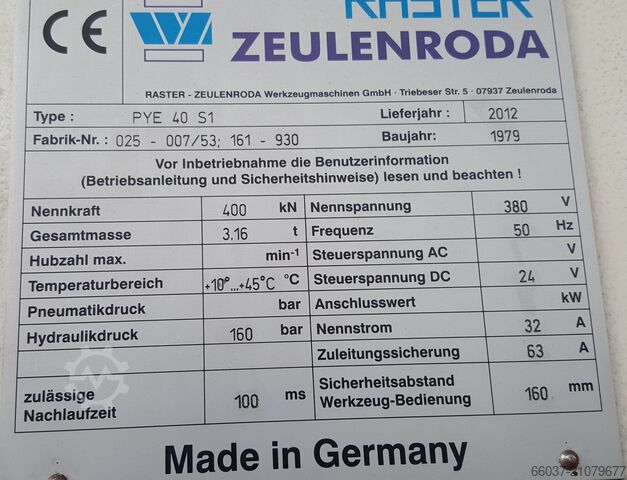 RASTER
CE
ZEULENRODA
RASTER - ZEULENRODA Werkzeugmaschinen GmbH · Triebeser Str. 5 · 07937 Zeulenroda
Type : PYE 40 S1 Lieferjahr : 2012
Fabrik-Nr. : 025 - 007/53; 161 - 930 Baujahr: 1979
Vor Inbetriebnahme die Benutzerinformation
(Betriebsanleitung und Sicherheitshinweise) lesen und beachten !
Nennkraft 400 kN Nennspannung 380 V
Gesamtmasse 3.16 t Frequenz 50 Hz
Hubzahl max. min-1 Steuerspannung AC V
Temperaturbereich +10°...+45°C °C Steuerspannung DC 24 V
Pneumatikdruck bar Anschlusswert kW
Hydraulikdruck 160 bar Nennstrom 32 A
Zuleitungssicherung 63 A
zulässige Nachlaufzeit 100 ms Sicherheitsabstand Werkzeug-Bedienung 160 mm
Made in Germany
66037-21079677